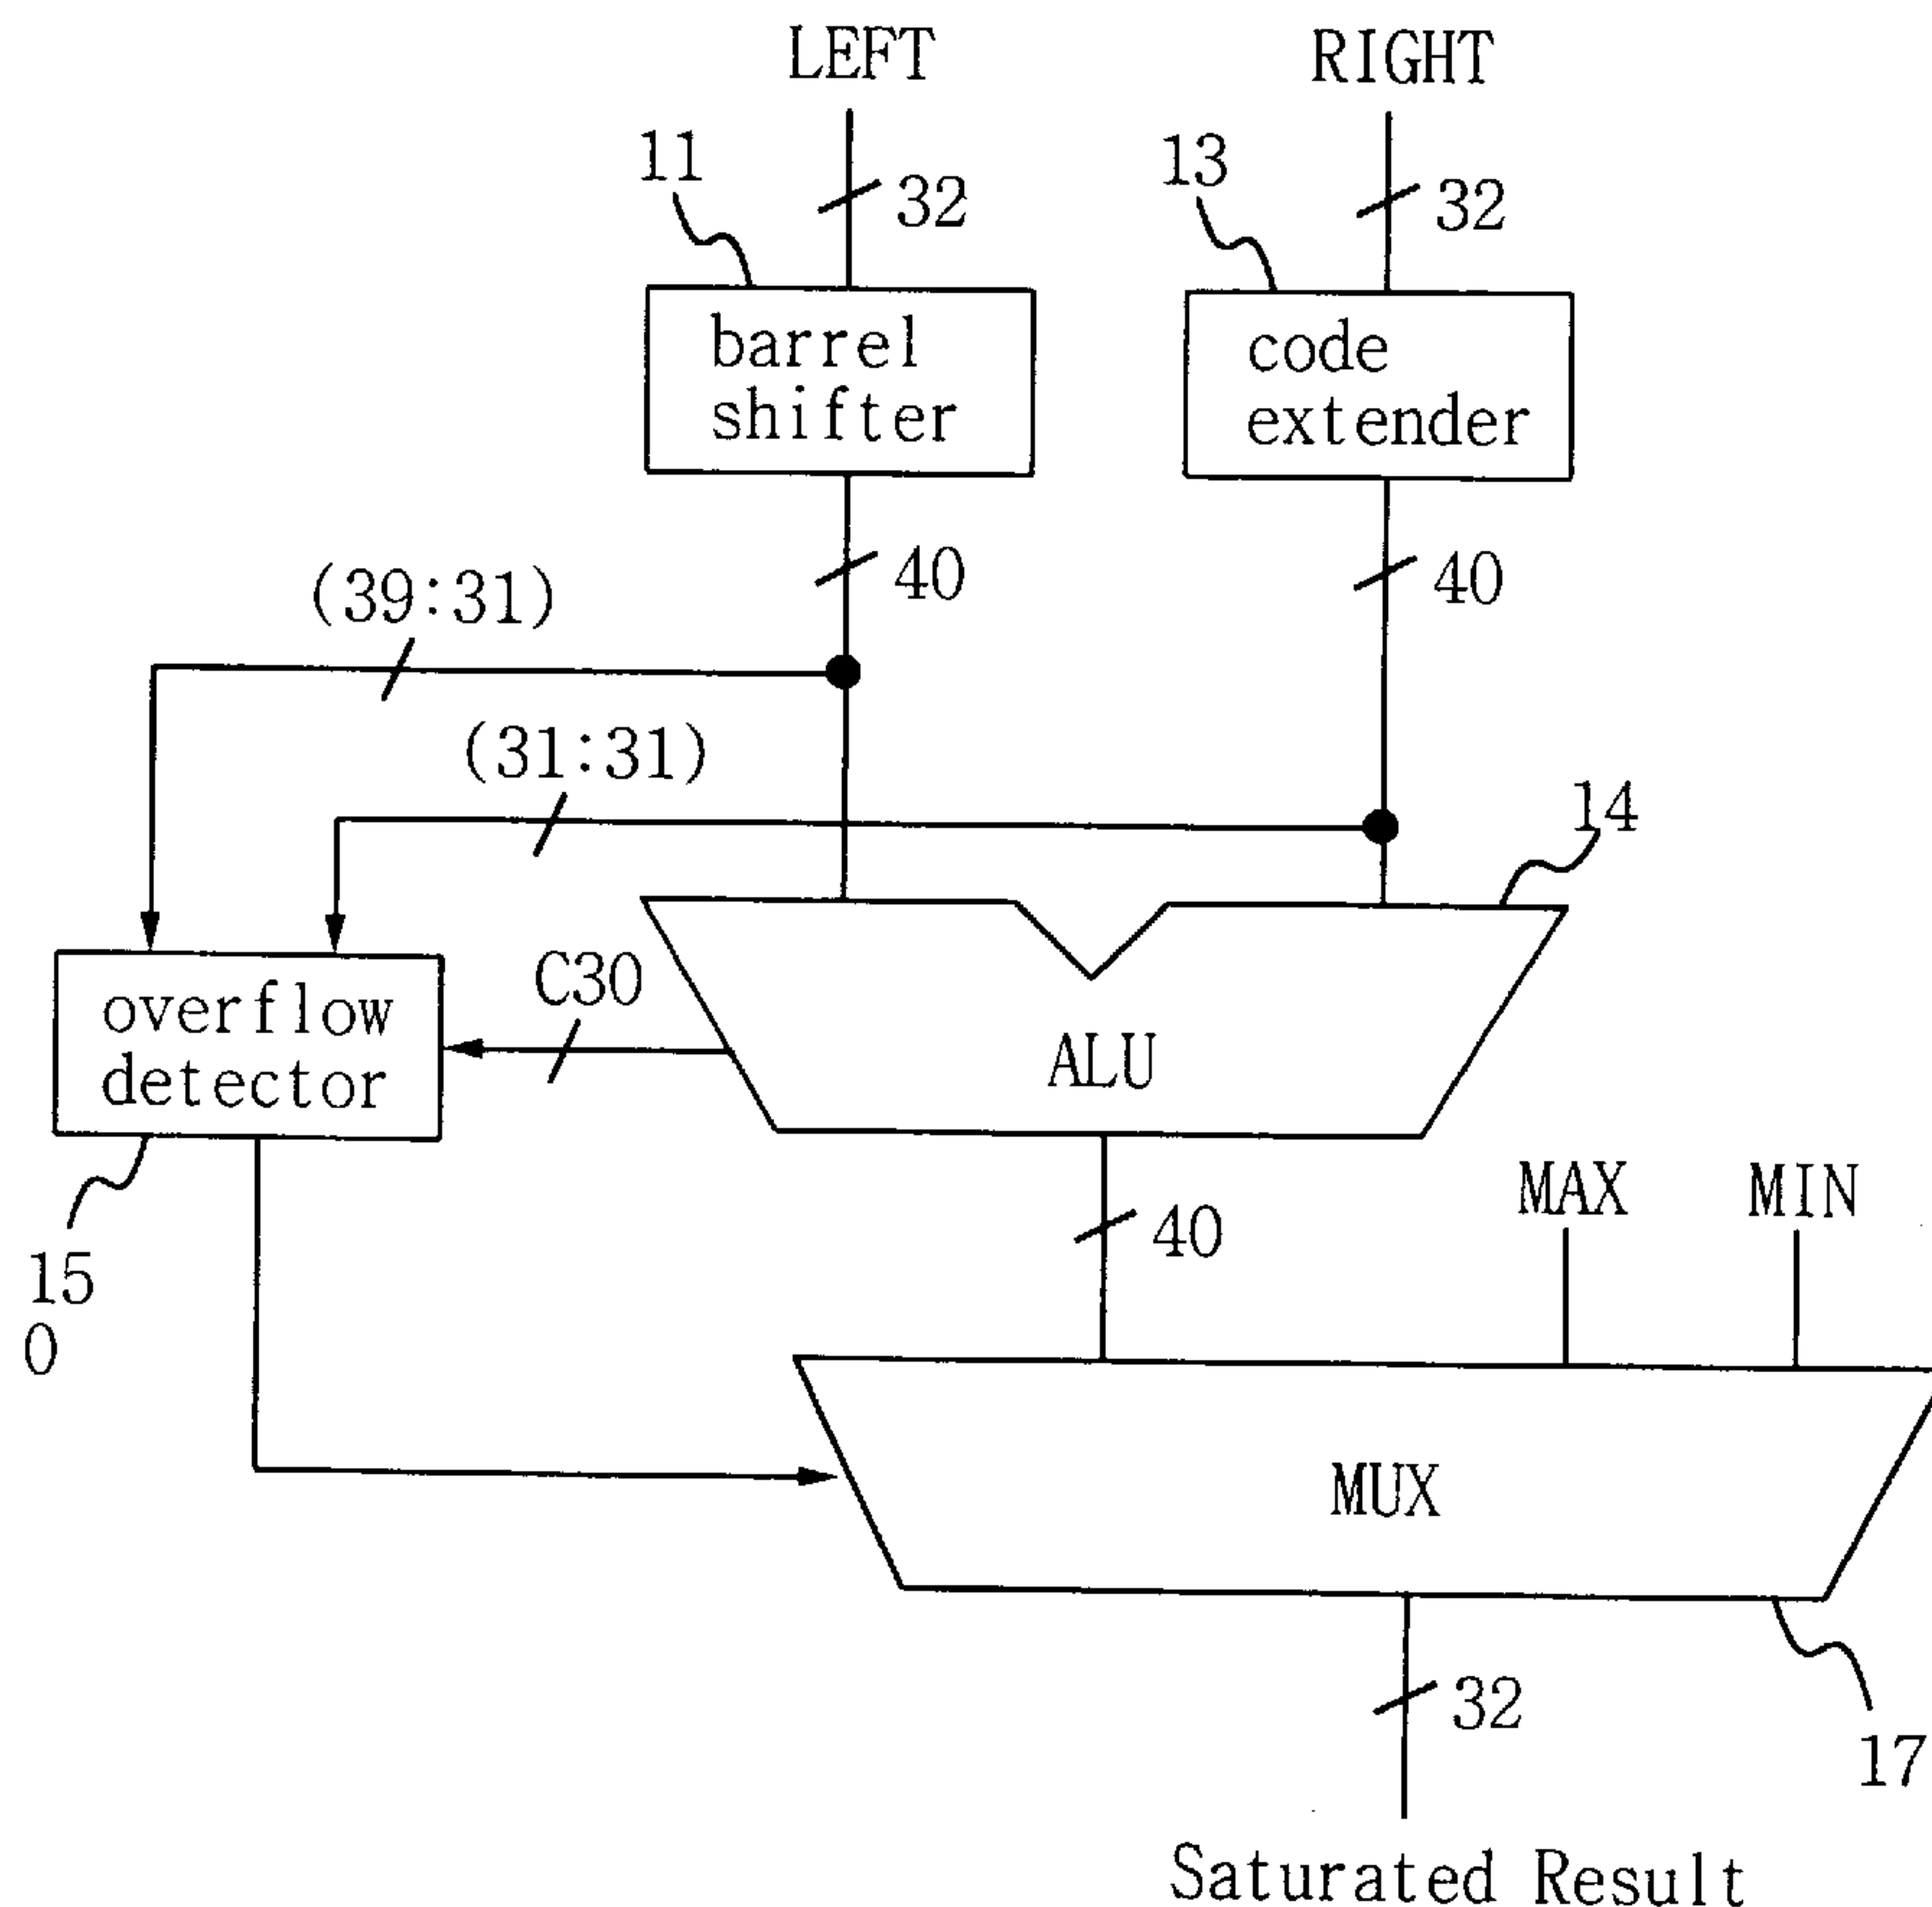 LEFT
RIGHT
11
32
13
32
barrel
shifter
code
extender
40
40
(39:31)
(31:31)
14
overflow
detector
C30
ALU
15
0
40
MAX
MIN
MUX
32
17
Saturated Result